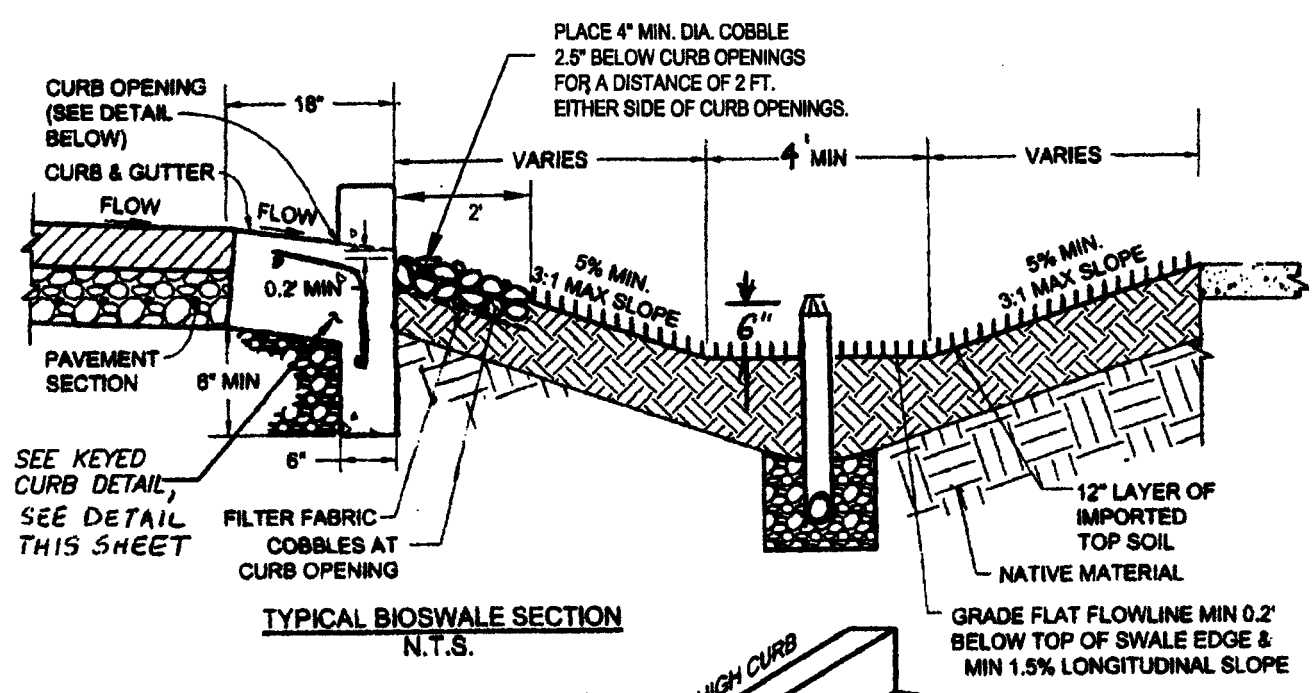 PLACE 4" MIN. DIA. COBBLE
2.5" BELOW CURB OPENINGS
FOR A DISTANCE OF 2 FT.
EITHER SIDE OF CURB OPENINGS.
CURB OPENING
(SEE DETAIL
BELOW)
18"
CURB & GUTTER
FLOW
FLOW
VARIES
4' MIN
VARIES
2'
0.2' MIN
5% MIN.
3:1 MAX SLOPE
6"
5% MIN.
3:1 MAX SLOPE
PAVEMENT
SECTION
6" MIN
6"
SEE KEYED
CURB DETAIL,
SEE DETAIL
THIS SHEET
FILTER FABRIC
COBBLES AT
CURB OPENING
12" LAYER OF
IMPORTED
TOP SOIL
NATIVE MATERIAL
GRADE FLAT FLOWLINE MIN 0.2'
BELOW TOP OF SWALE EDGE &
MIN 1.5% LONGITUDINAL SLOPE
TYPICAL BIOSWALE SECTION
N.T.S.
HIGH CURB